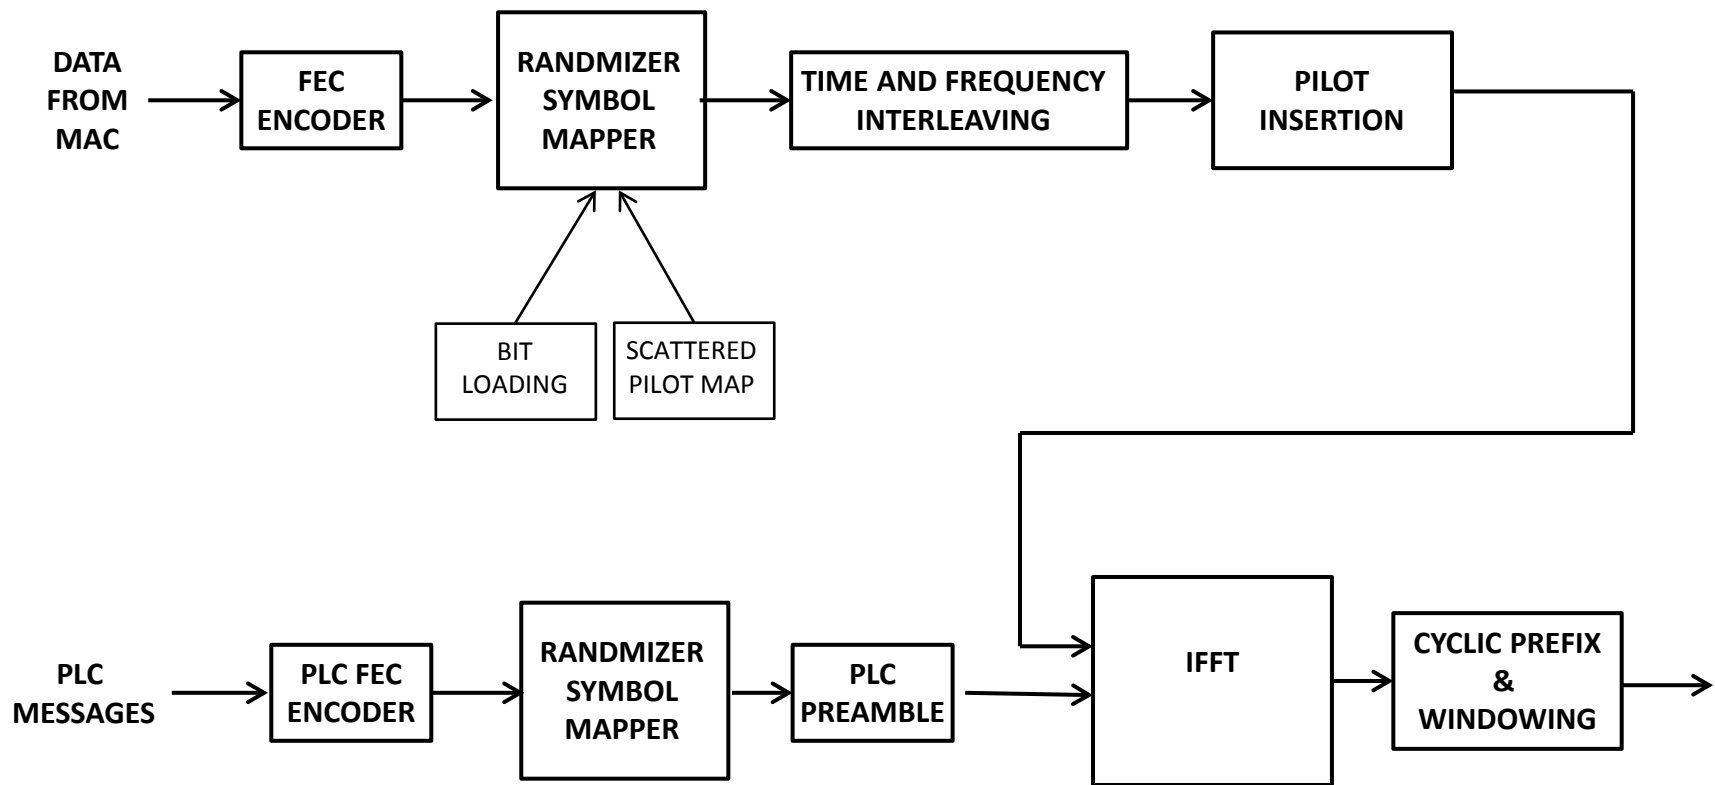 DATA
FROM
MAC
FEC
ENCODER
RANDMIZER
SYMBOL
MAPPER
TIME AND FREQUENCY
INTERLEAVING
PILOT
INSERTION
BIT
LOADING
SCATTERED
PILOT MAP
PLC
MESSAGES
PLC FEC
ENCODER
RANDMIZER
SYMBOL
MAPPER
PLC
PREAMBLE
IFFT
CYCLIC PREFIX
&
WINDOWING